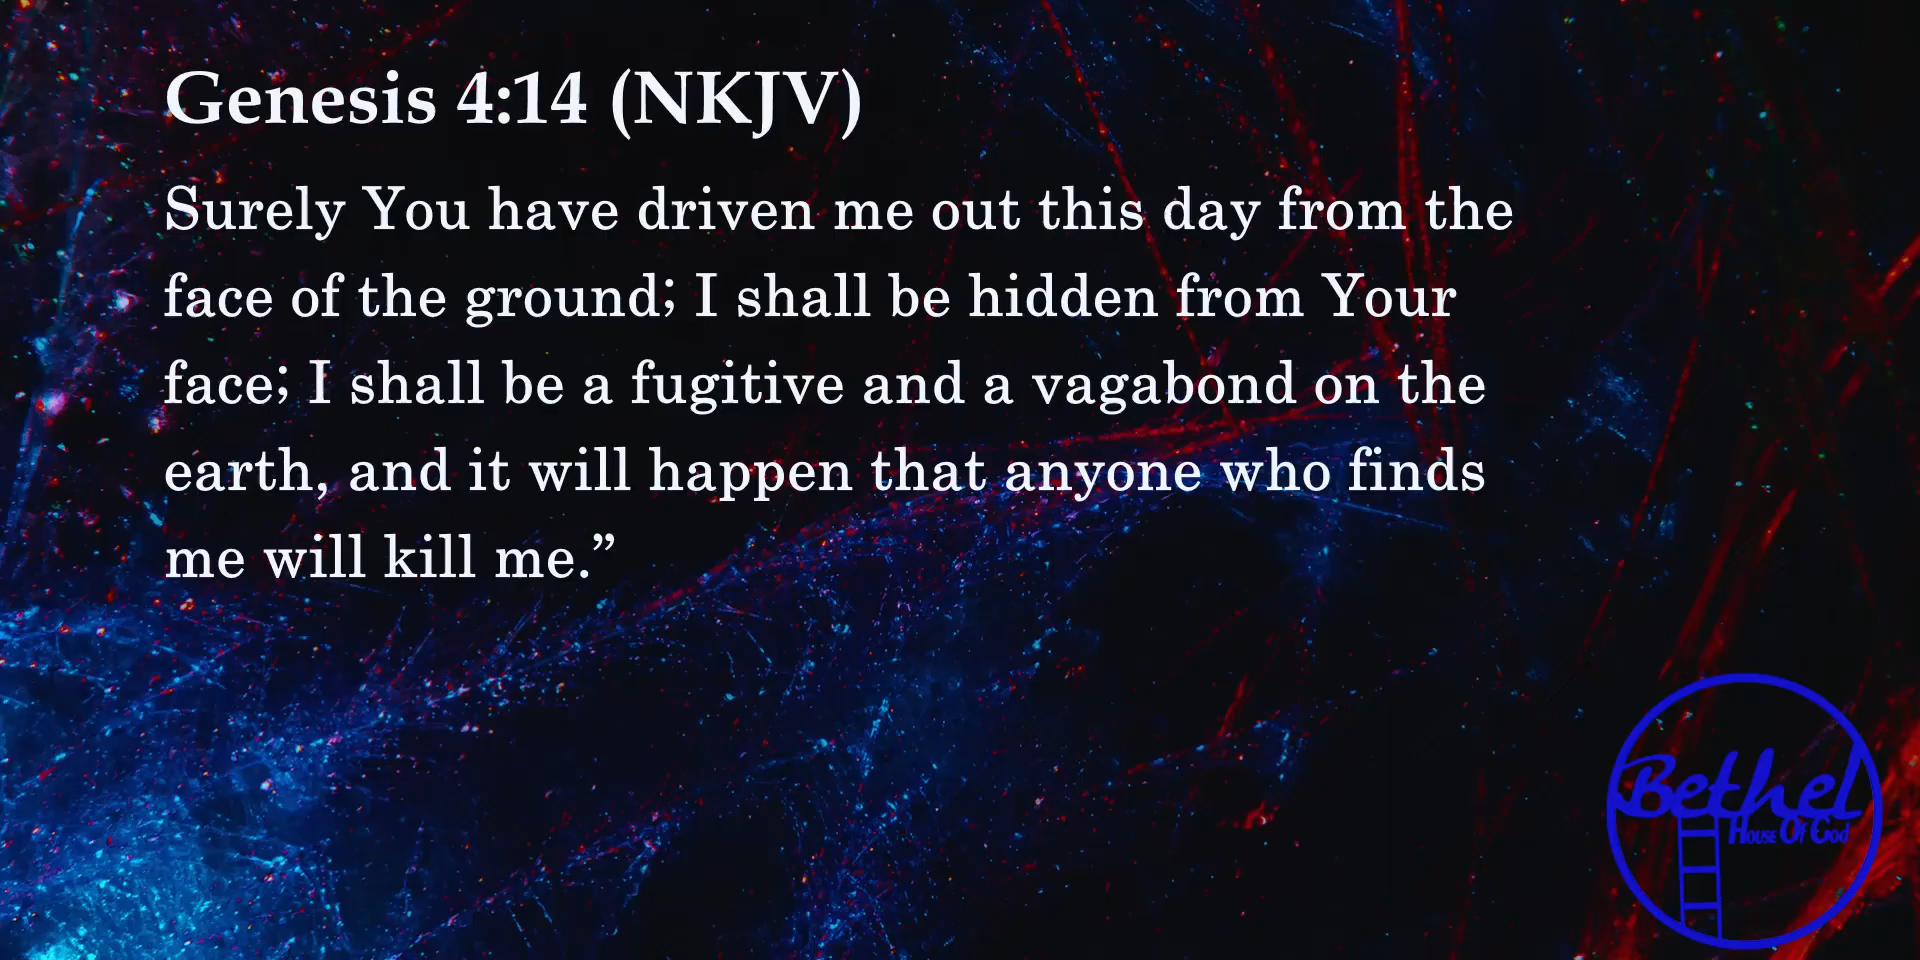 Genesis 4:14 (NKJV)
Surely You have driven me out this day from the
face of the ground; I shall be hidden from Your
face; I shall be a fugitive and a vagabond on the
earth, and it will happen that anyone who finds
me will kill me.”
Bethel
House Of God